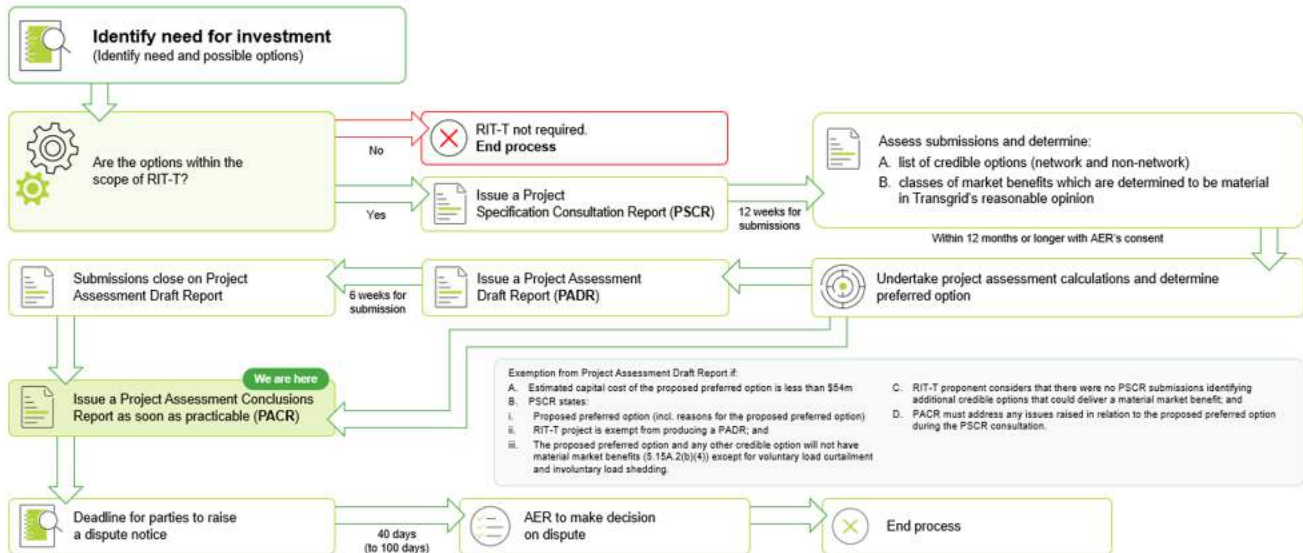 Identify need for investment
(Identify need and possible options)
Are the options within the
scope of RIT-T?
No
RIT-T not required.
End process
Yes
Issue a Project
Specification Consultation Report (PSCR)
12 weeks for
submissions
Assess submissions and determine:
A. list of credible options (network and non-network)
B. classes of market benefits which are determined to be material
in Transgrid's reasonable opinion
Within 12 months or longer with AER's consent
Undertake project assessment calculations and determine
preferred option
Issue a Project Assessment
Draft Report (PADR)
6 weeks for
submission
Submissions close on Project
Assessment Draft Report
We are here
Issue a Project Assessment Conclusions
Report as soon as practicable (PACR)
Exemption from Project Assessment Draft Report if:
A. Estimated capital cost of the proposed preferred option is less than $54m
B. PSCR states:
i. Proposed preferred option (incl. reasons for the proposed preferred option)
ii. RIT-T project is exempt from producing a PADR; and
iii. The proposed preferred option and any other credible option will not have
material market benefits (5.15A.2(b)(4)) except for voluntary load curtailment
and involuntary load shedding.
C. RIT-T proponent considers that there were no PSCR submissions identifying
additional credible options that could deliver a material market benefit; and
D. PACR must address any issues raised in relation to the proposed preferred option
during the PSCR consultation.
Deadline for parties to raise
a dispute notice
40 days
(to 100 days)
AER to make decision
on dispute
End process